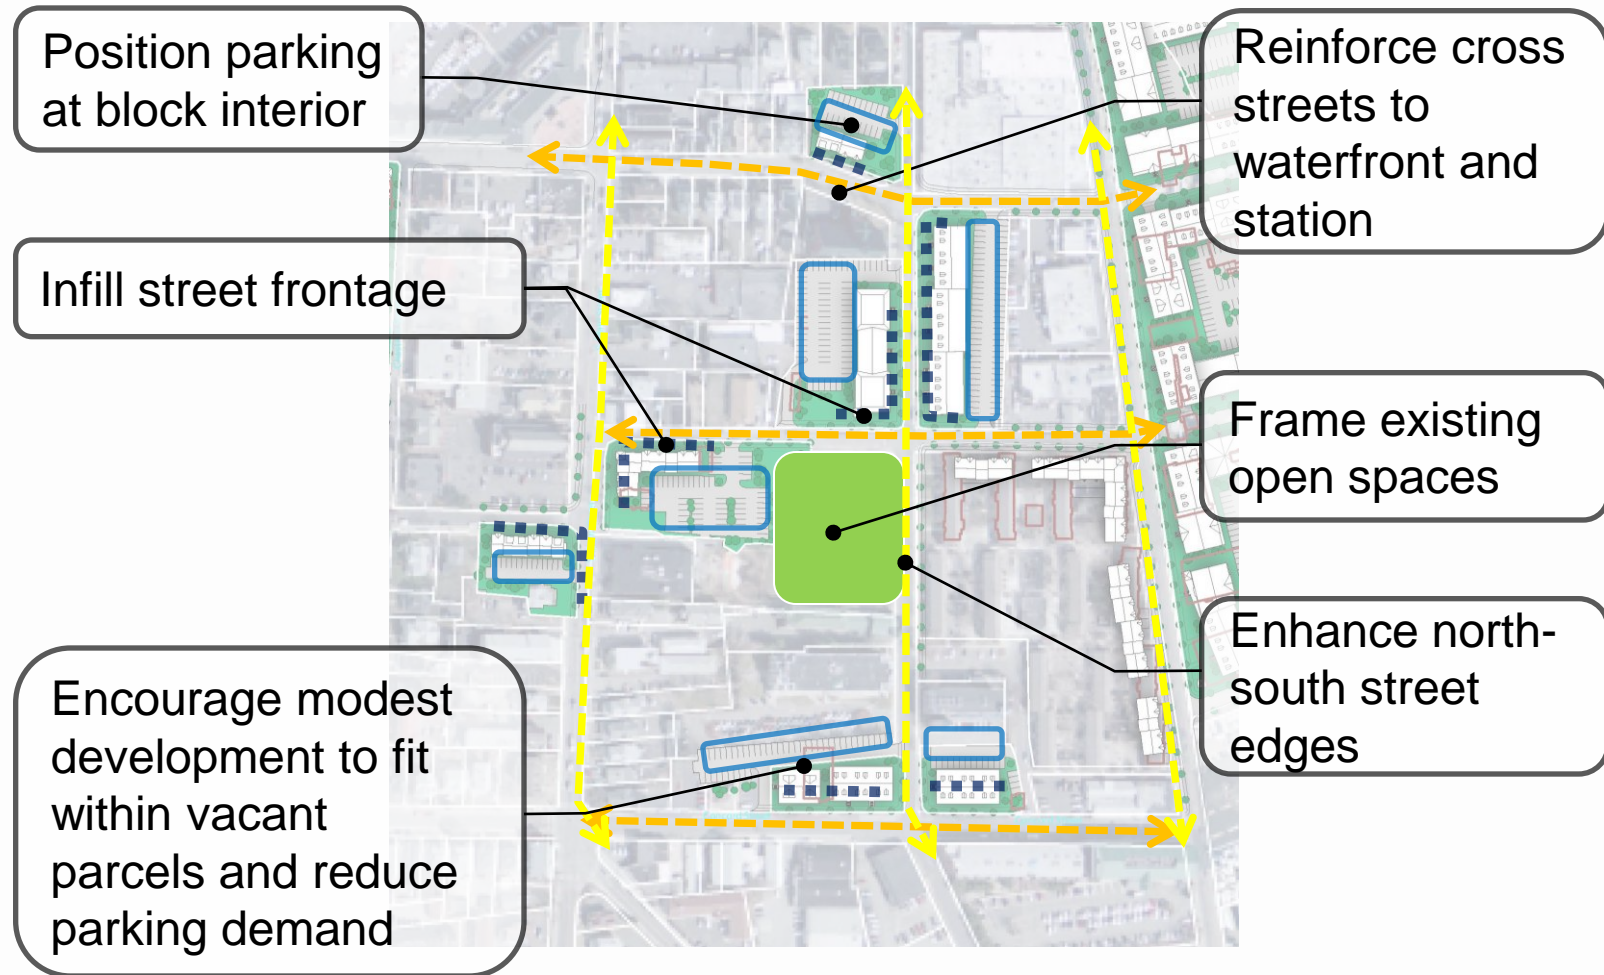 Position parking
at block interior
Infill street frontage
Encourage modest
development to fit
within vacant
parcels and reduce
parking demand
Reinforce cross
streets to
waterfront and
station
Frame existing
open spaces
Enhance north-
south street
edges